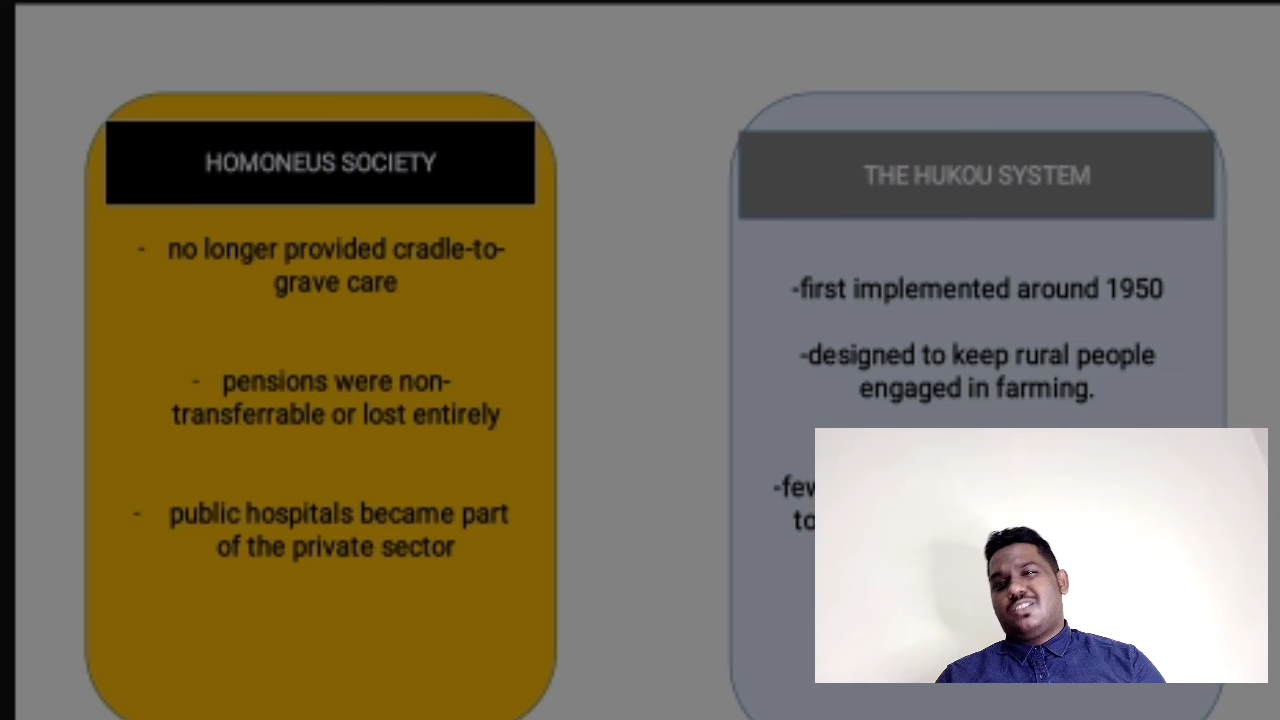 HOMONEUS SOCIETY
- no longer provided cradle-to-
grave care
- pensions were non-
transferrable or lost entirely
- public hospitals became part
of the private sector
THE HUKOU SYSTEM
-first implemented around 1950
-designed to keep rural people
engaged in farming.